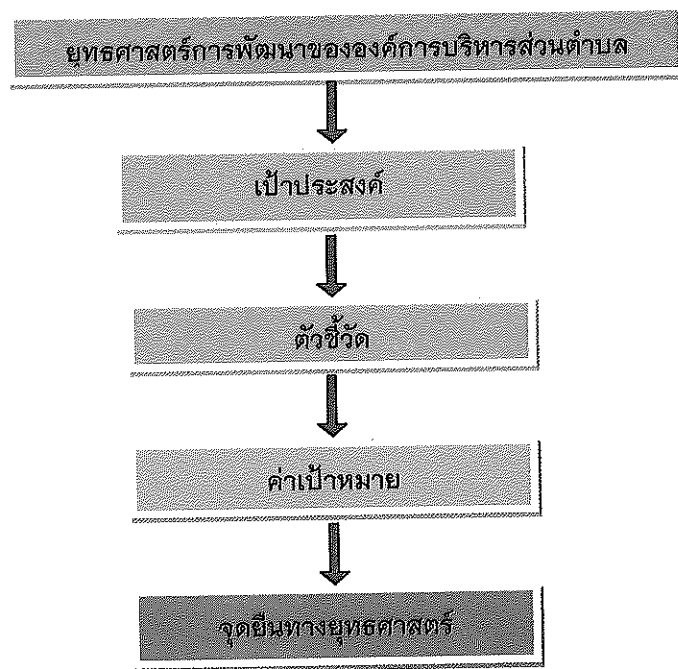 ยุทธศาสตร์การพัฒนาขององค์การบริหารส่วนตำบล
เป้าประสงค์
ตัวชี้วัด
ค่าเป้าหมาย
จุดยืนทางยุทธศาสตร์